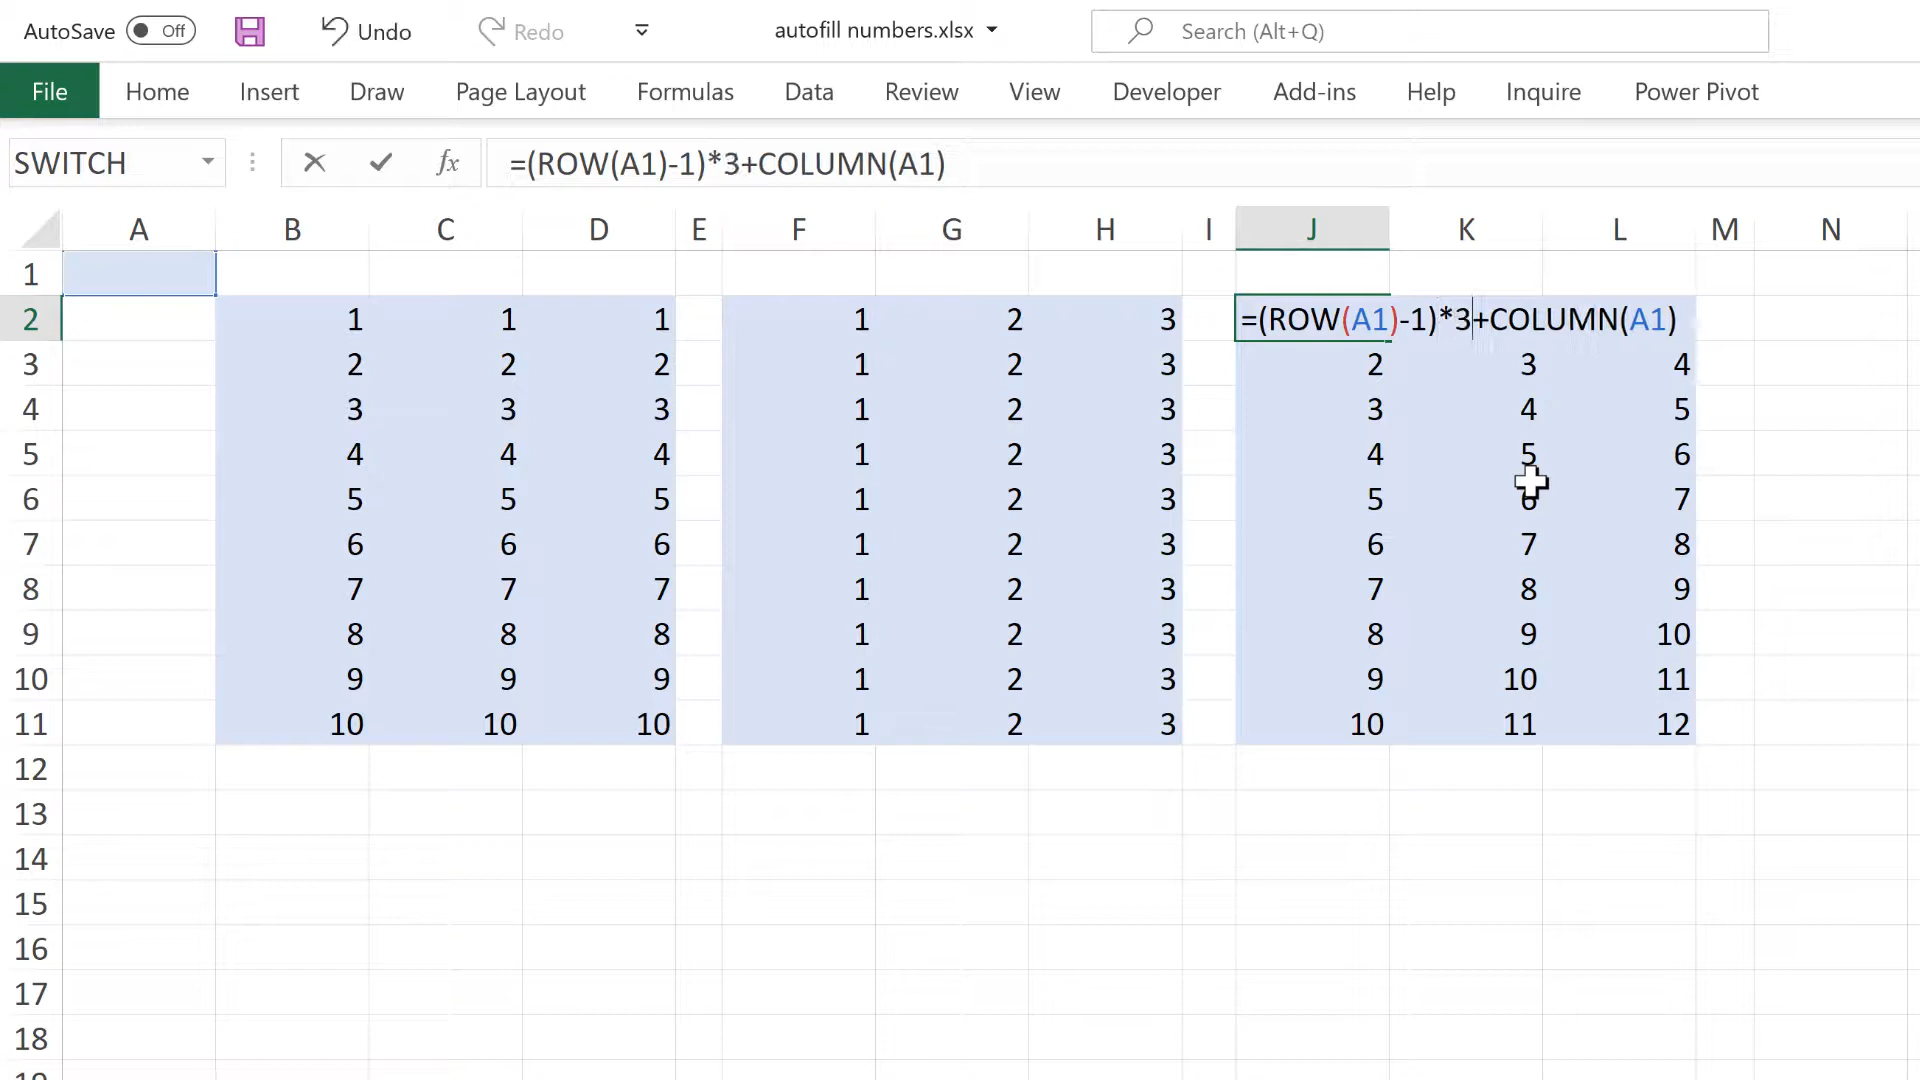 AutoSave Off Undo Redo autofill numbers.xlsx Search (Alt+Q)
File Home Insert Draw Page Layout Formulas Data Review View Developer Add-ins Help Inquire Power Pivot
SWITCH fx =(ROW(A1)-1)*3+COLUMN(A1)
A B C D E F G H I J K L M N
1
2 1 1 1 1 2 3 =(ROW(A1)-1)*3+COLUMN(A1)
3 2 2 2 1 2 3 2 3 4
4 3 3 3 1 2 3 3 4 5
5 4 4 4 1 2 3 4 5 6
6 5 5 5 1 2 3 5 6 7
7 6 6 6 1 2 3 6 7 8
8 7 7 7 1 2 3 7 8 9
9 8 8 8 1 2 3 8 9 10
10 9 9 9 1 2 3 9 10 11
11 10 10 10 1 2 3 10 11 12
12
13
14
15
16
17
18